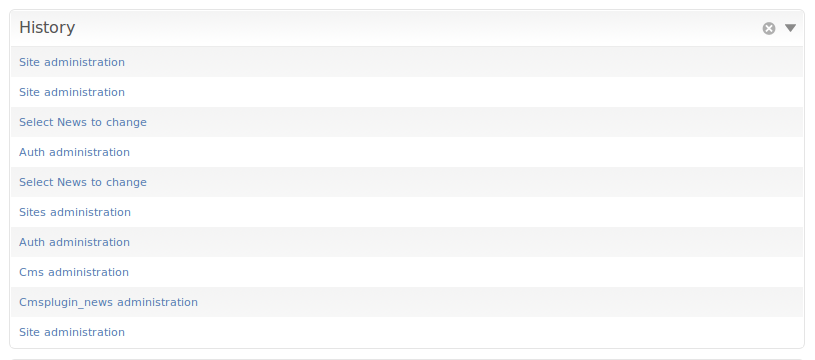 History
Site administration
Site administration
Select News to change
Auth administration
Select News to change
Sites administration
Auth administration
Cms administration
Cmsplugin_news administration
Site administration